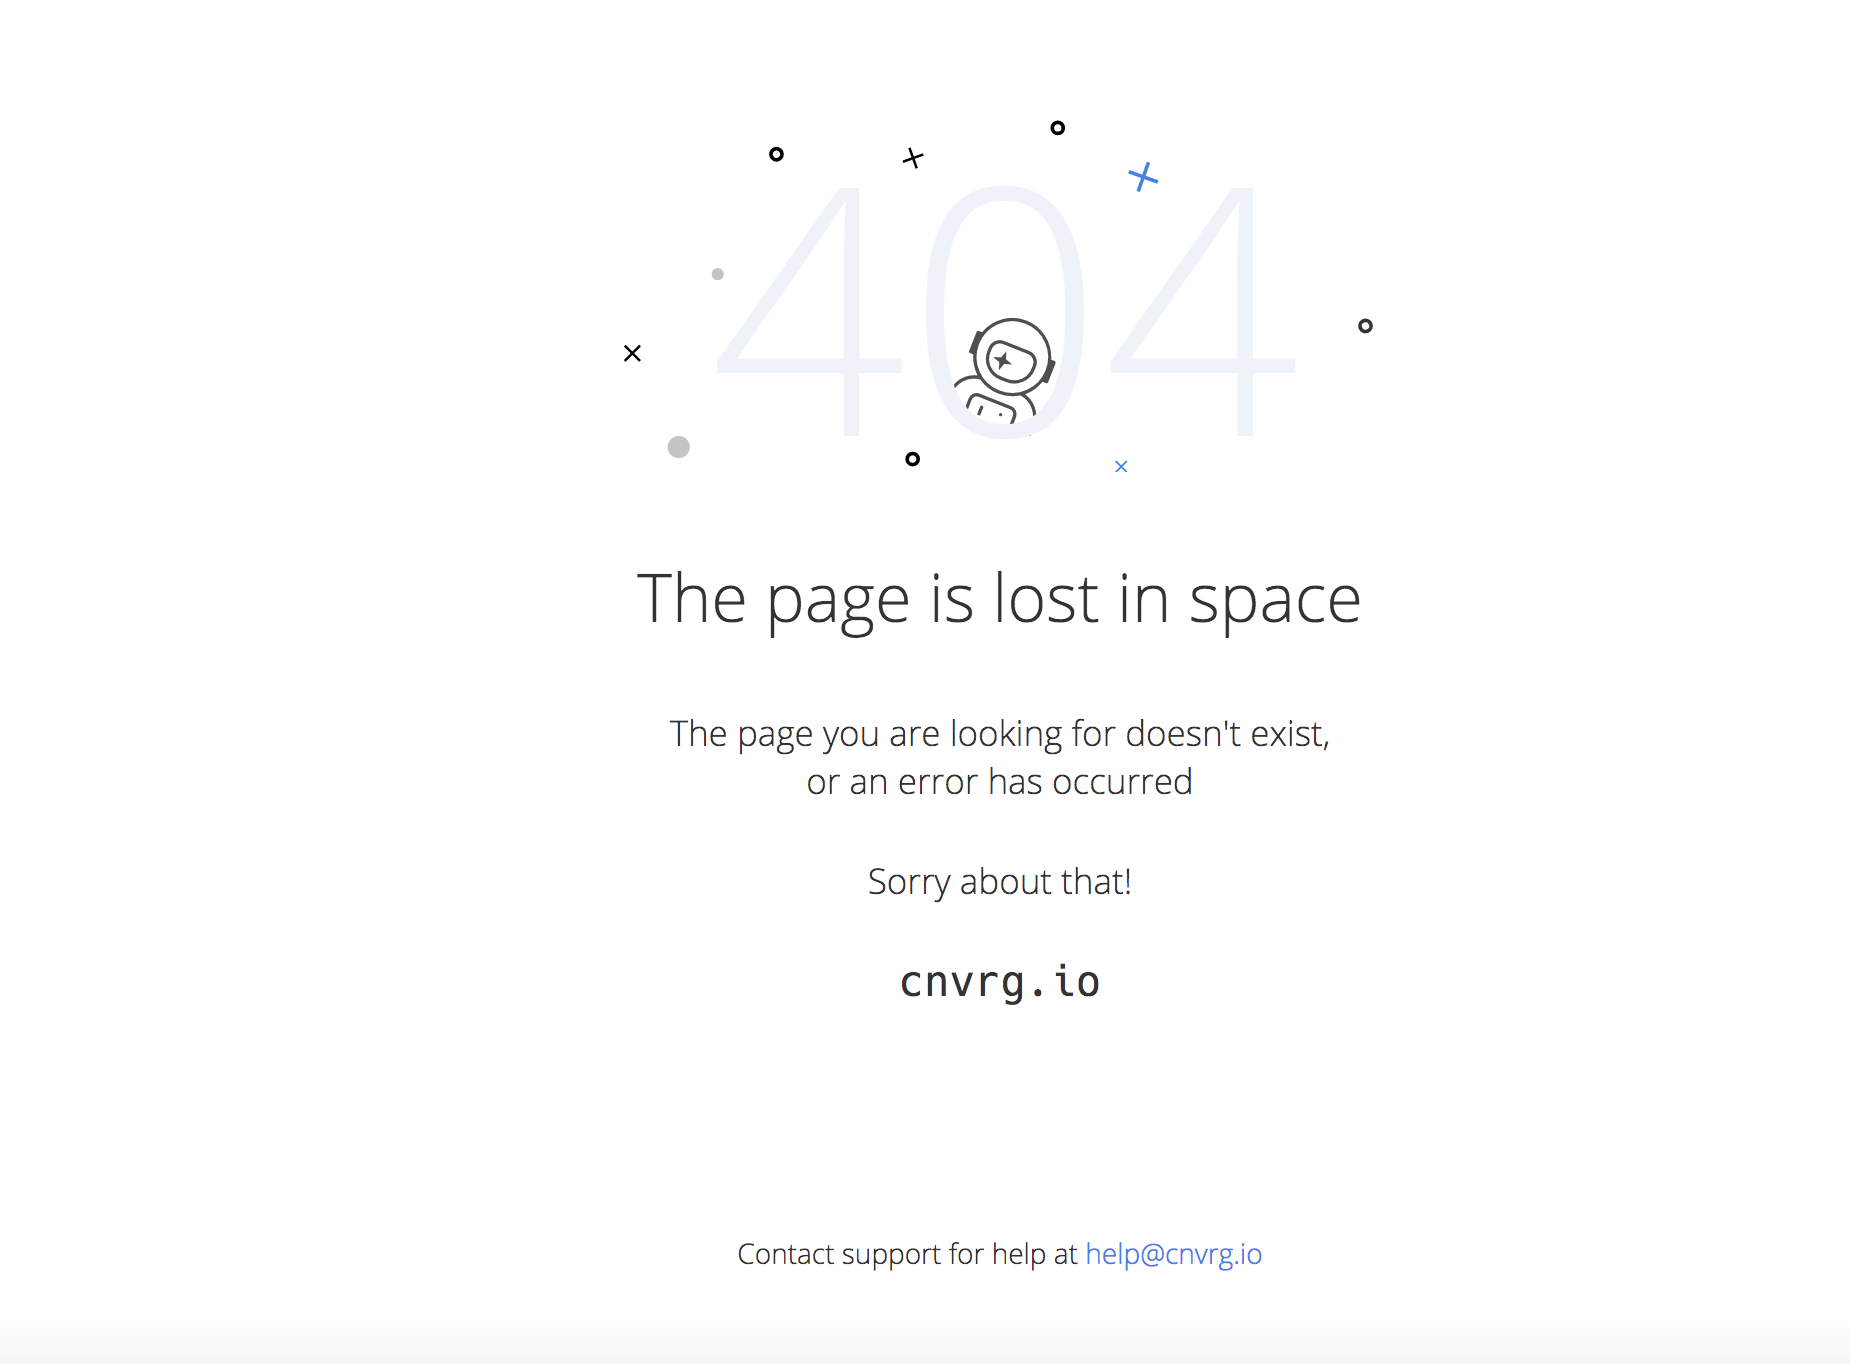 404
The page is lost in space
The page you are looking for doesn't exist,
or an error has occurred
Sorry about that!
cnvrg.io
Contact support for help at help@cnvrg.io